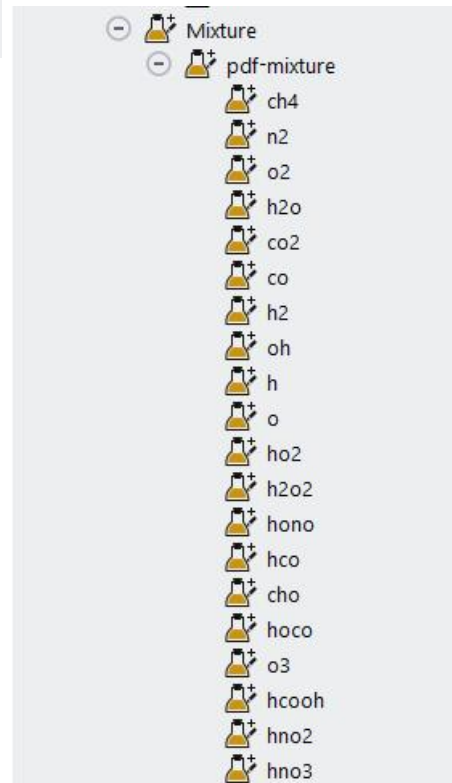 Mixture
pdf-mixture
ch4
n2
o2
h2o
co2
co
h2
oh
h
o
ho2
h2o2
hono
hco
cho
hoco
o3
hcooh
hno2
hno3